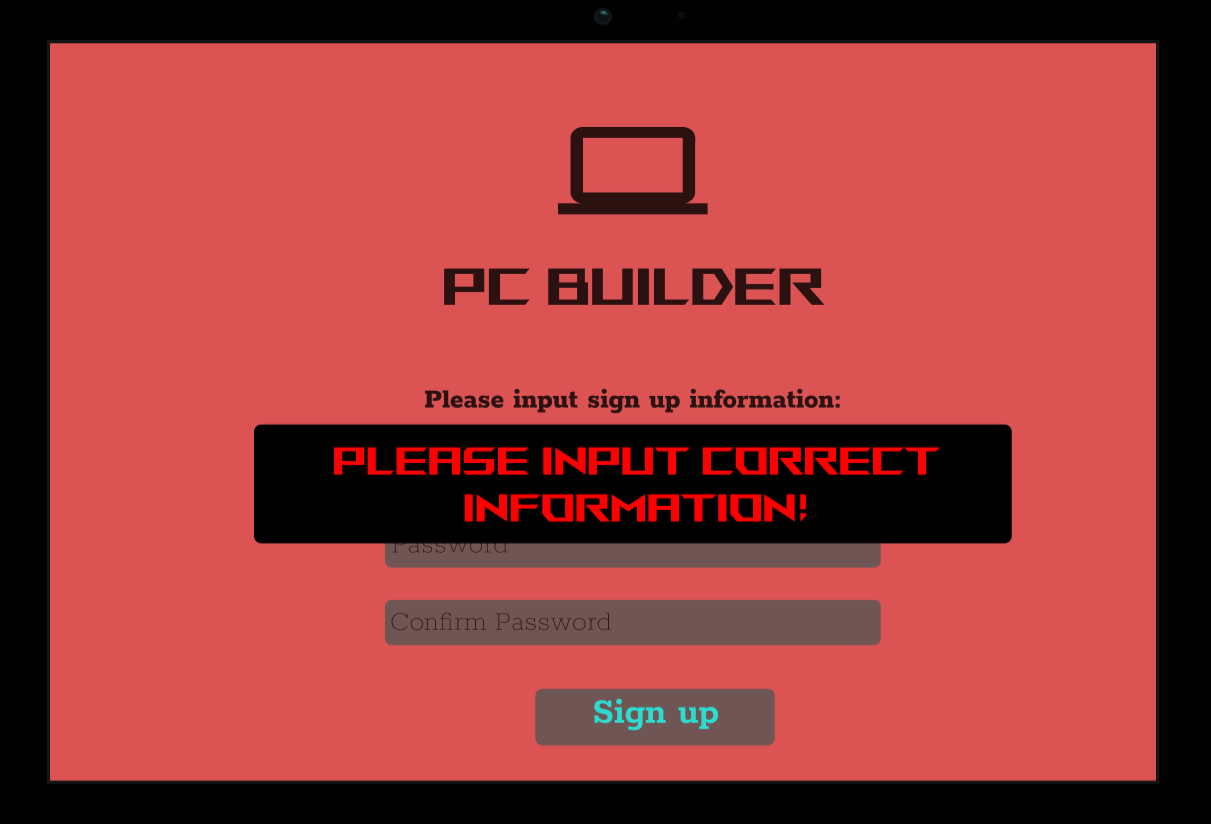 PC BUILDER
Please input sign up information:
PLEASE INPUT CORRECT
INFORMATION!
Password
Confirm Password
Sign up